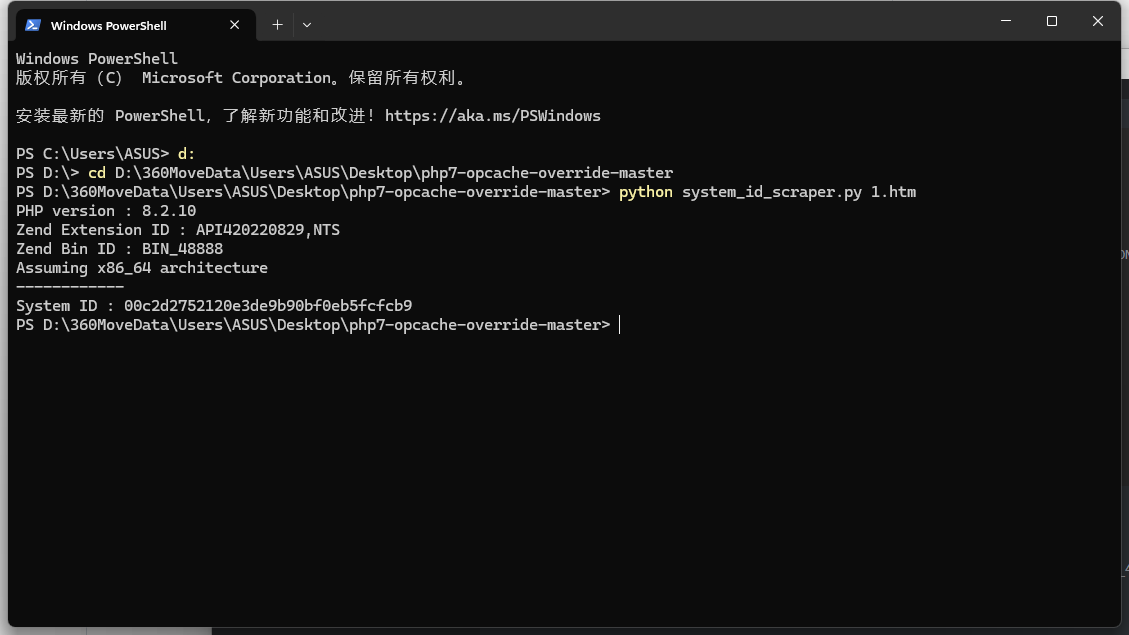 Windows PowerShell
Windows PowerShell
版权所有（C） Microsoft Corporation。保留所有权利。
安装最新的 PowerShell，了解新功能和改进！https://aka.ms/PSWindows
PS C:\Users\ASUS> d:
PS D:\> cd D:\360MoveData\Users\ASUS\Desktop\php7-opcache-override-master
PS D:\360MoveData\Users\ASUS\Desktop\php7-opcache-override-master> python system_id_scraper.py 1.htm
PHP version : 8.2.10
Zend Extension ID : API420220829,NTS
Zend Bin ID : BIN_48888
Assuming x86_64 architecture
------------
System ID : 00c2d2752120e3de9b90bf0eb5fcfcb9
PS D:\360MoveData\Users\ASUS\Desktop\php7-opcache-override-master>